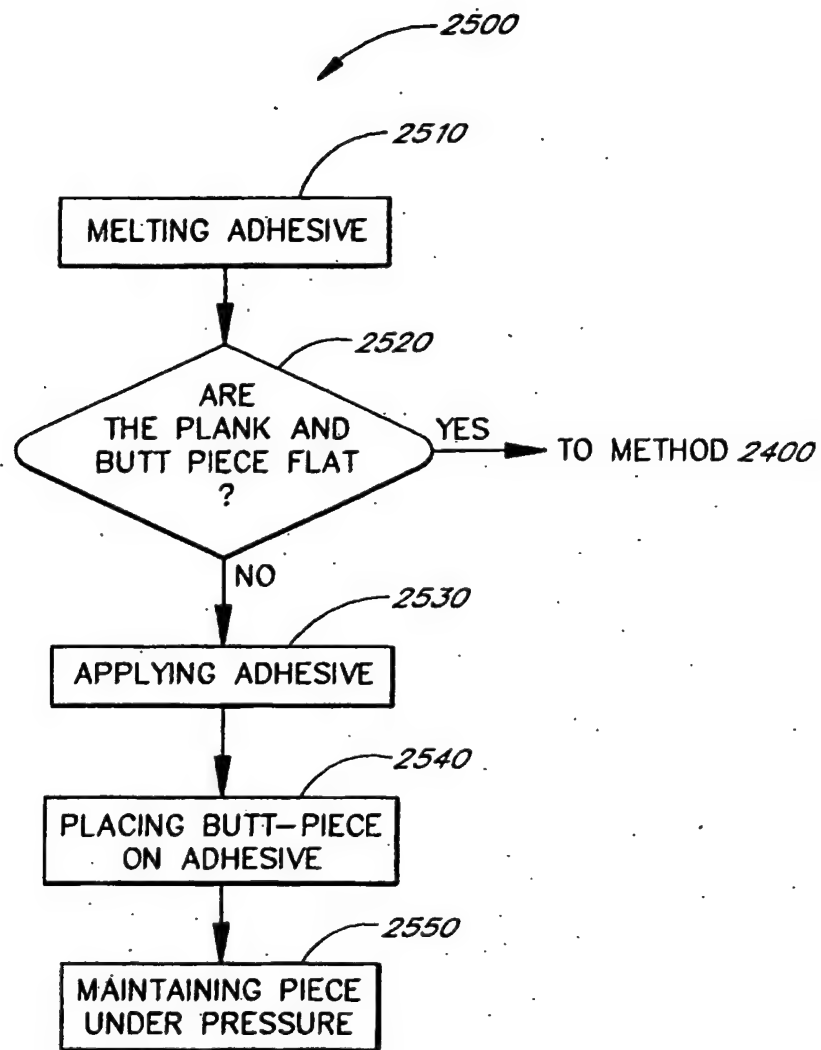 2500
2510
MELTING ADHESIVE
2520
ARE
THE PLANK AND
BUTT PIECE FLAT
?
YES
TO METHOD 2400
NO
2530
APPLYING ADHESIVE
2540
PLACING BUTT-PIECE
ON ADHESIVE
2550
MAINTAINING PIECE
UNDER PRESSURE